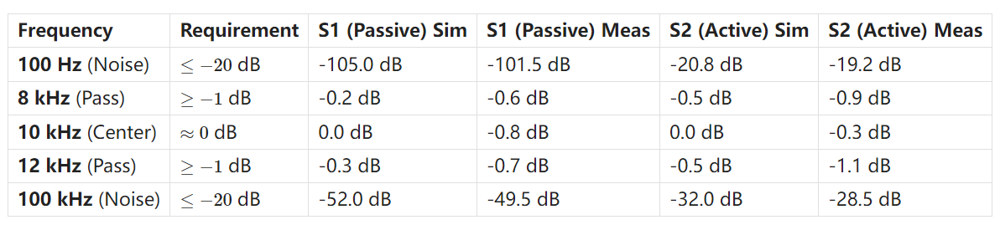 Frequency Requirement S1 (Passive) Sim S1 (Passive) Meas S2 (Active) Sim S2 (Active) Meas
100 Hz (Noise) ≤ −20 dB -105.0 dB -101.5 dB -20.8 dB -19.2 dB
8 kHz (Pass) ≥ −1 dB -0.2 dB -0.6 dB -0.5 dB -0.9 dB
10 kHz (Center) ≈ 0 dB 0.0 dB -0.8 dB 0.0 dB -0.3 dB
12 kHz (Pass) ≥ −1 dB -0.3 dB -0.7 dB -0.5 dB -1.1 dB
100 kHz (Noise) ≤ −20 dB -52.0 dB -49.5 dB -32.0 dB -28.5 dB